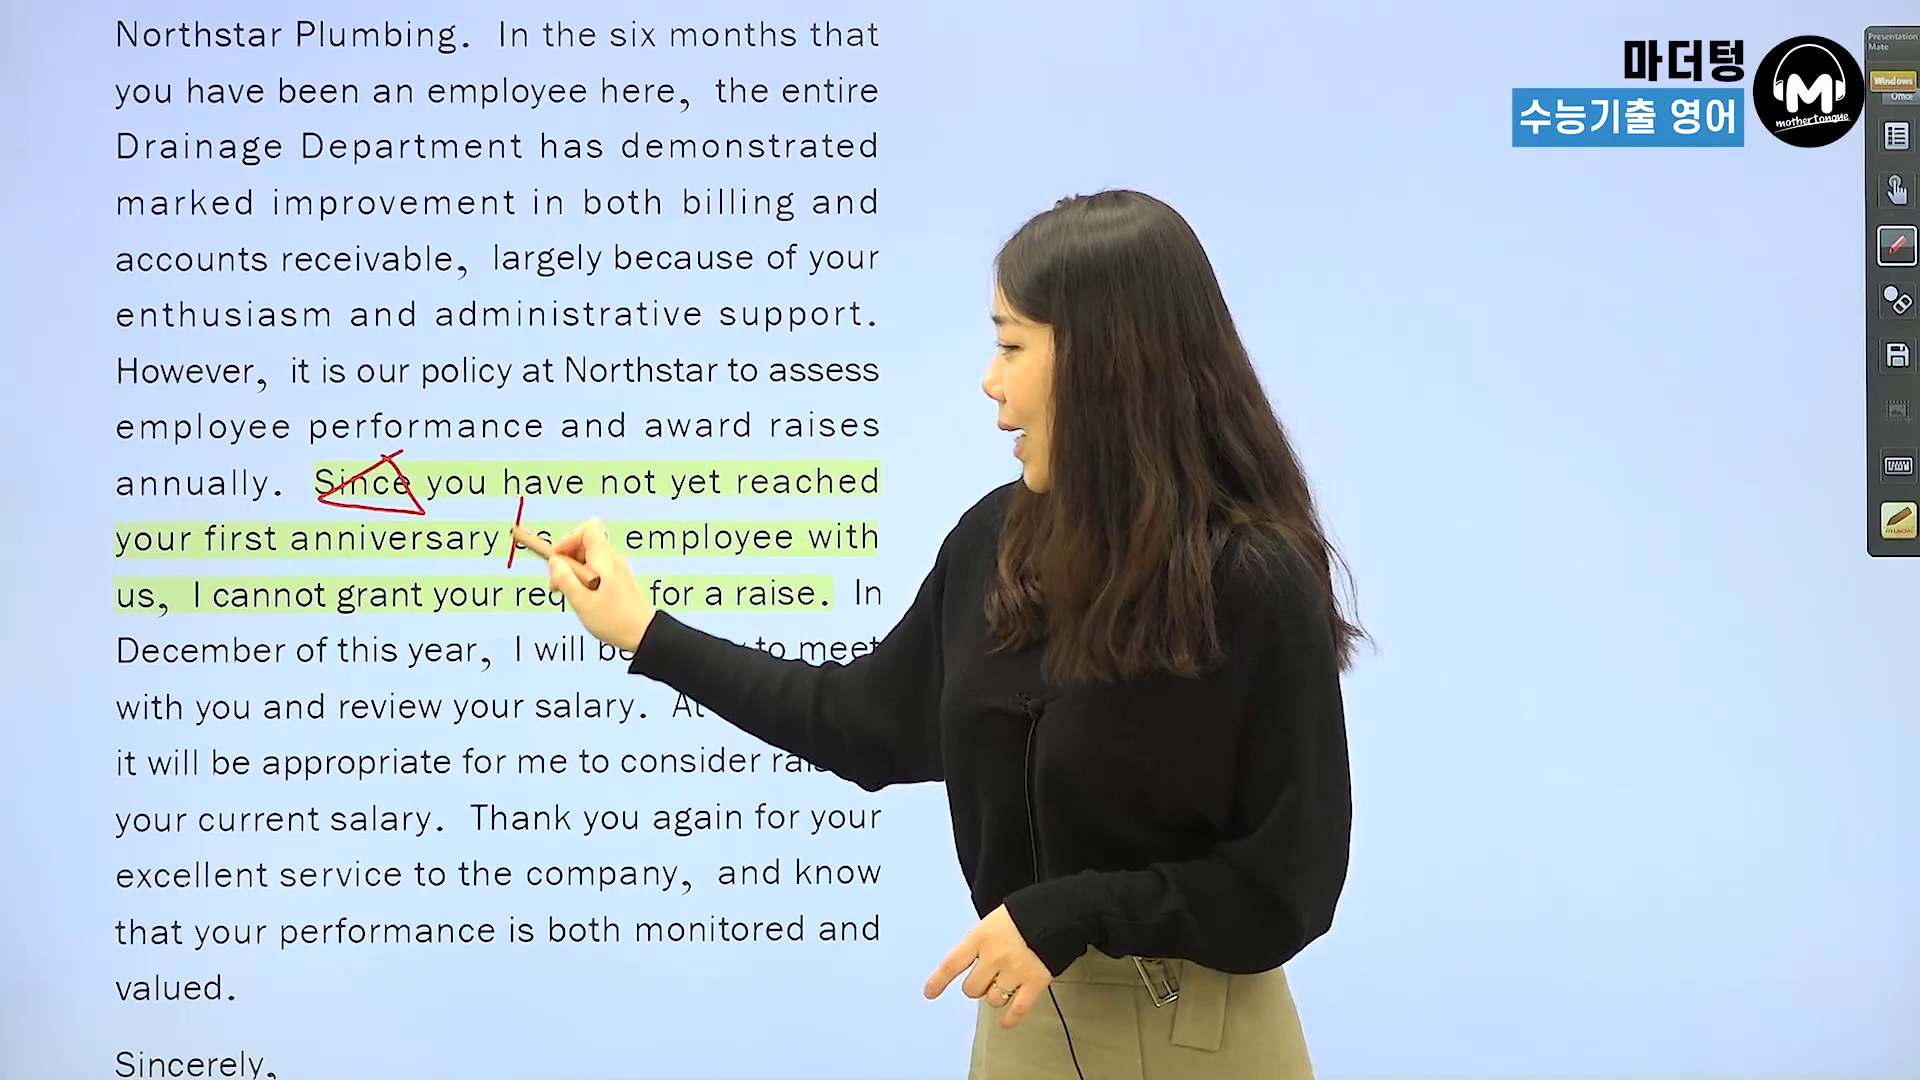 Northstar Plumbing. In the six months that
you have been an employee here, the entire
Drainage Department has demonstrated
marked improvement in both billing and
accounts receivable, largely because of your
enthusiasm and administrative support.
However, it is our policy at Northstar to assess
employee performance and award raises
annually. Since you have not yet reached
your first anniversary as employee with
us, I cannot grant your for a raise. In
December of this year, I will be to meet
with you and review your salary. At
it will be appropriate for me to consider
your current salary. Thank you again for your
excellent service to the company, and know
that your performance is both monitored and
valued.
Sincerely,
마더텅
수능기출 영어
M
mothertongue
Presentation
Mate
Windows
Office